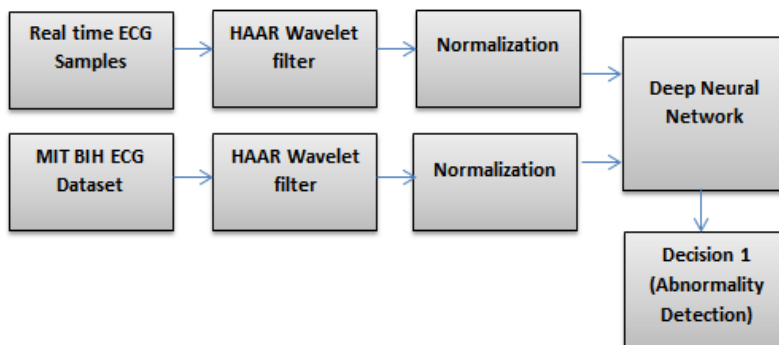 Real time ECG
Samples
HAAR Wavelet
filter
Normalization
Deep Neural
Network
MIT BIH ECG
Dataset
HAAR Wavelet
filter
Normalization
Decision 1
(Abnormality
Detection)